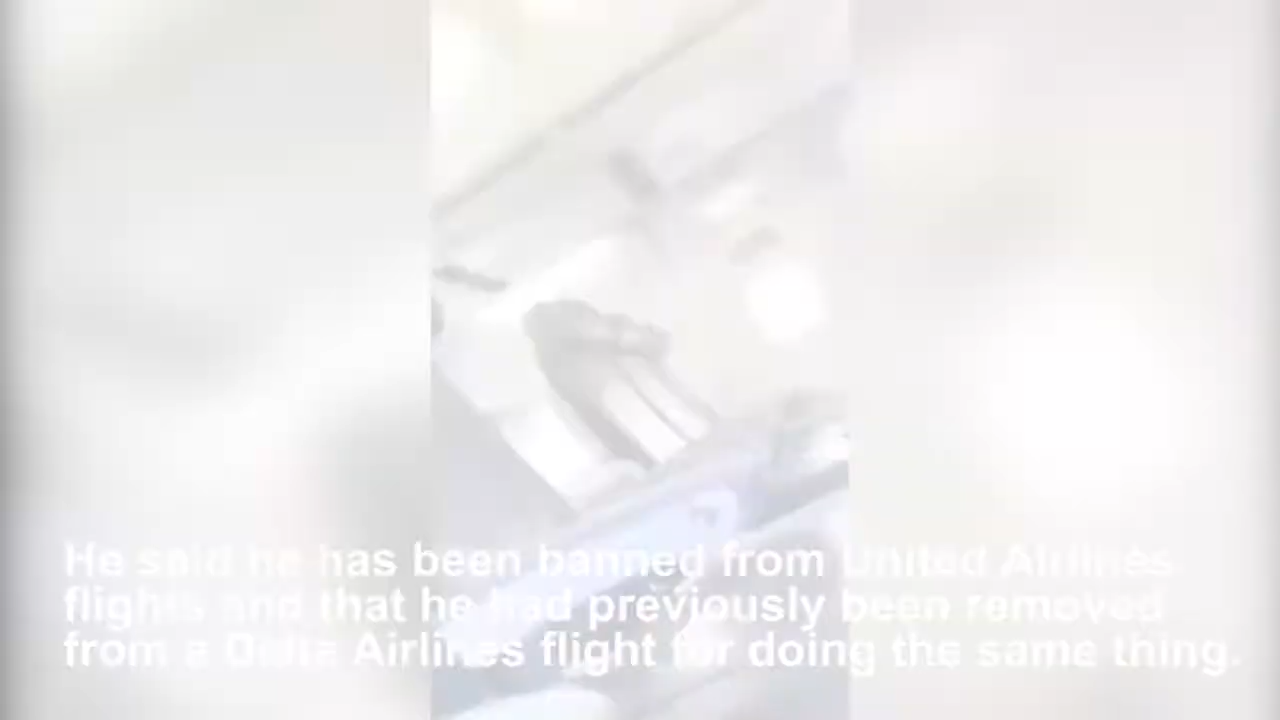 He said he has been banned from United Airlines
flights and that he had previously been removed
from a Delta Airlines flight for doing the same thing.